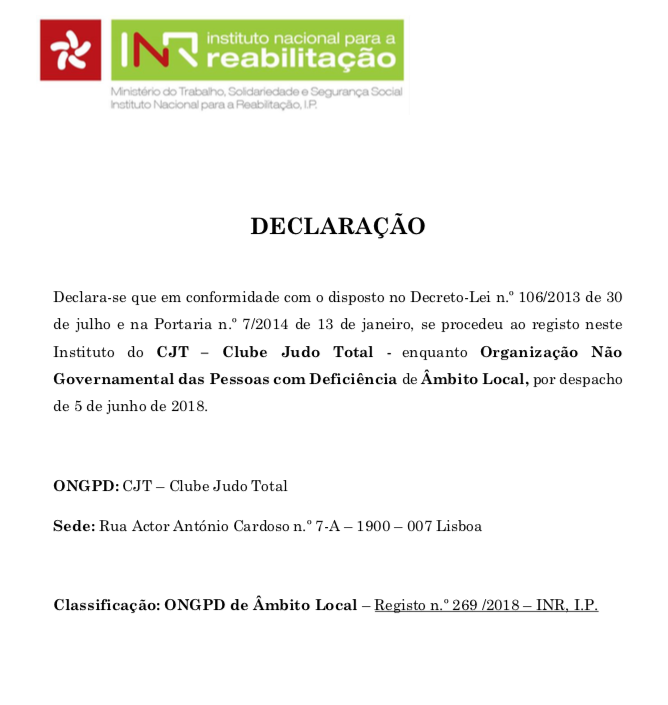 INR instituto nacional para a
reabilitação
Ministério do Trabalho, Solidariedade e Segurança Social
Instituto Nacional para a Reabilitação, I.P.
DECLARAÇÃO
Declara-se que em conformidade com o disposto no Decreto-Lei n.º 106/2013 de 30
de julho e na Portaria n.º 7/2014 de 13 de janeiro, se procedeu ao registo neste
Instituto do CJT – Clube Judo Total - enquanto Organização Não
Governamental das Pessoas com Deficiência de Âmbito Local, por despacho
de 5 de junho de 2018.
ONGPD: CJT – Clube Judo Total
Sede: Rua Actor António Cardoso n.º 7-A – 1900 – 007 Lisboa
Classificação: ONGPD de Âmbito Local – Registo n.º 269 /2018 – INR, I.P.